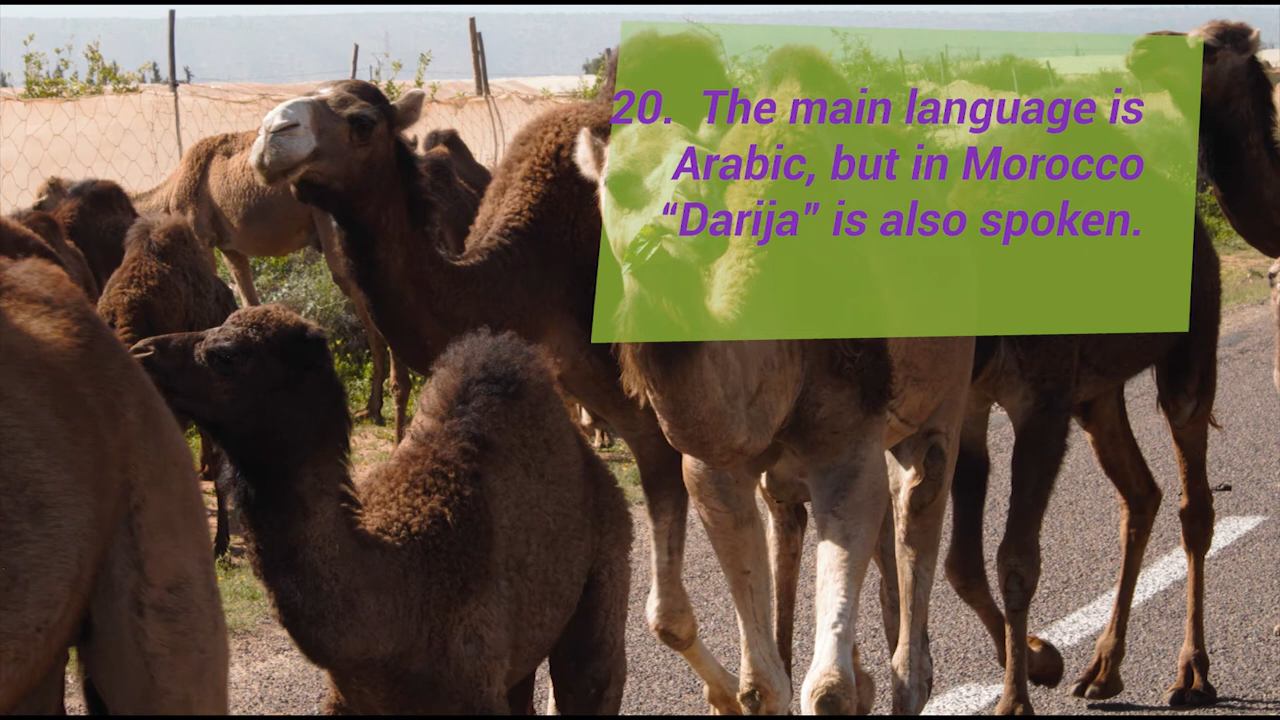 20. The main language is
Arabic, but in Morocco
“Darija” is also spoken.